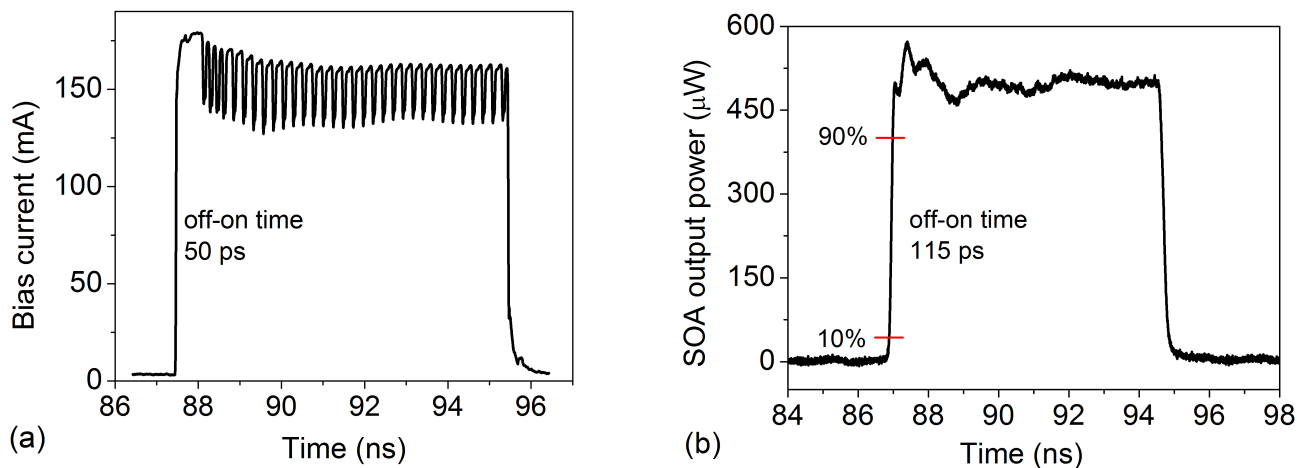 150
100
50
0
Bias current (mA)
off-on time
50 ps
86 88 90 92 94 96
Time (ns)
(a)
600
450
300
150
0
SOA output power (μW)
90%
10%
off-on time
115 ps
84 86 88 90 92 94 96 98
Time (ns)
(b)